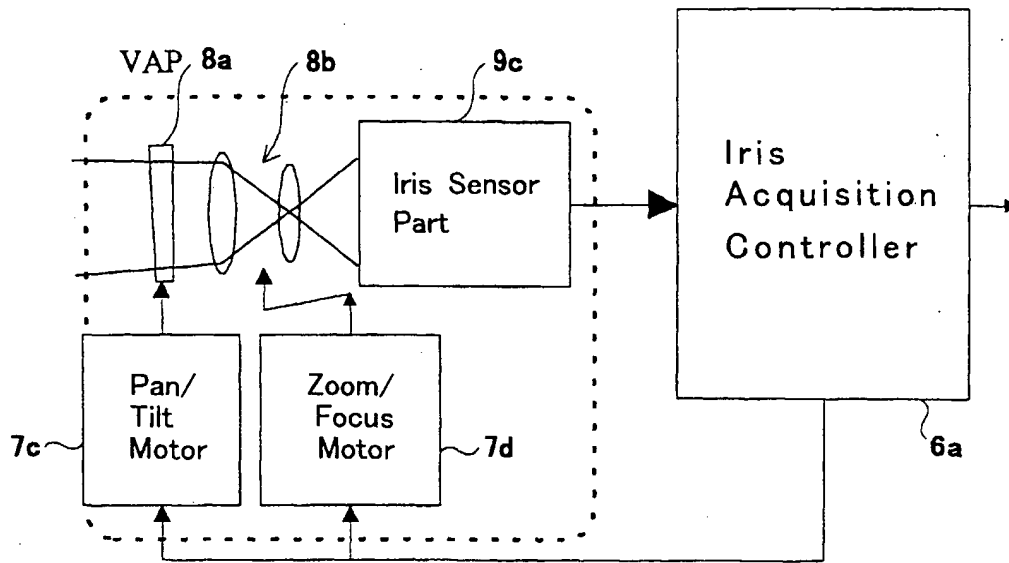 VAP 8a
8b
9c
Iris Sensor
Part
Iris
Acquisition
Controller
Pan/
Tilt
Motor
7c
Zoom/
Focus
Motor
7d
6a